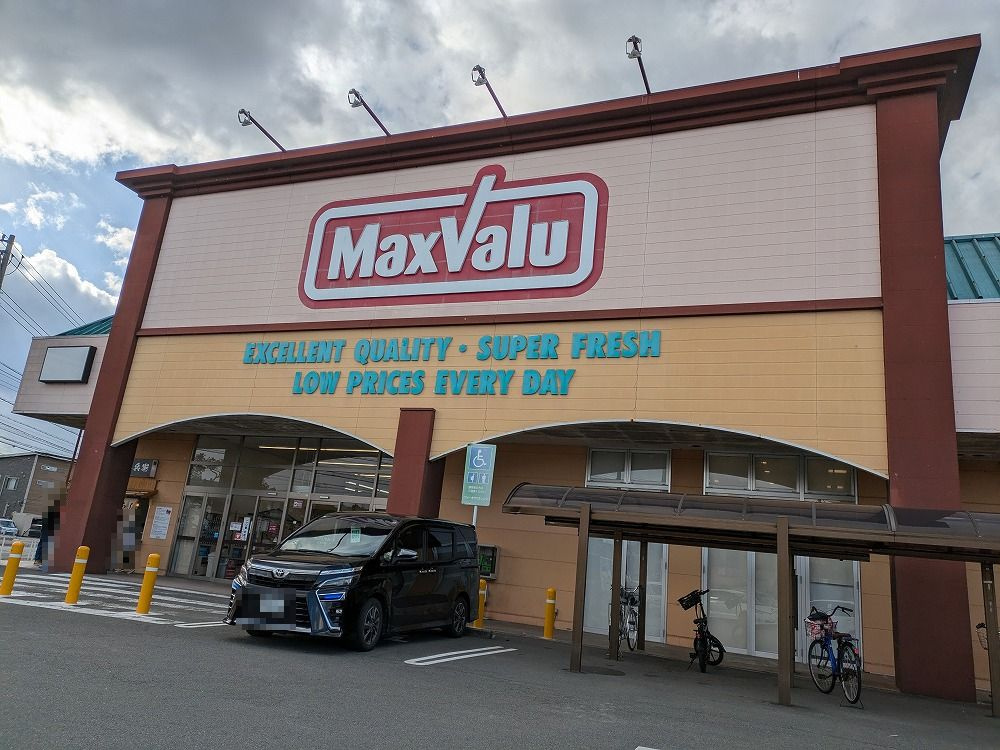 MaxValu
EXCELLENT QUALITY・SUPER FRESH
LOW PRICES EVERY DAY